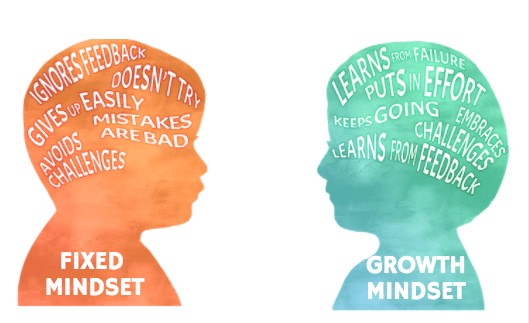 IGNORES FEEDBACK
DOESN'T TRY
GIVES UP EASILY
MISTAKES
ARE BAD
AVOIDS
CHALLENGES
FIXED
MINDSET
LEARNS FROM FAILURE
PUTS IN EFFORT
KEEPS GOING
EMBRACES
CHALLENGES
LEARNS FROM FEEDBACK
GROWTH
MINDSET